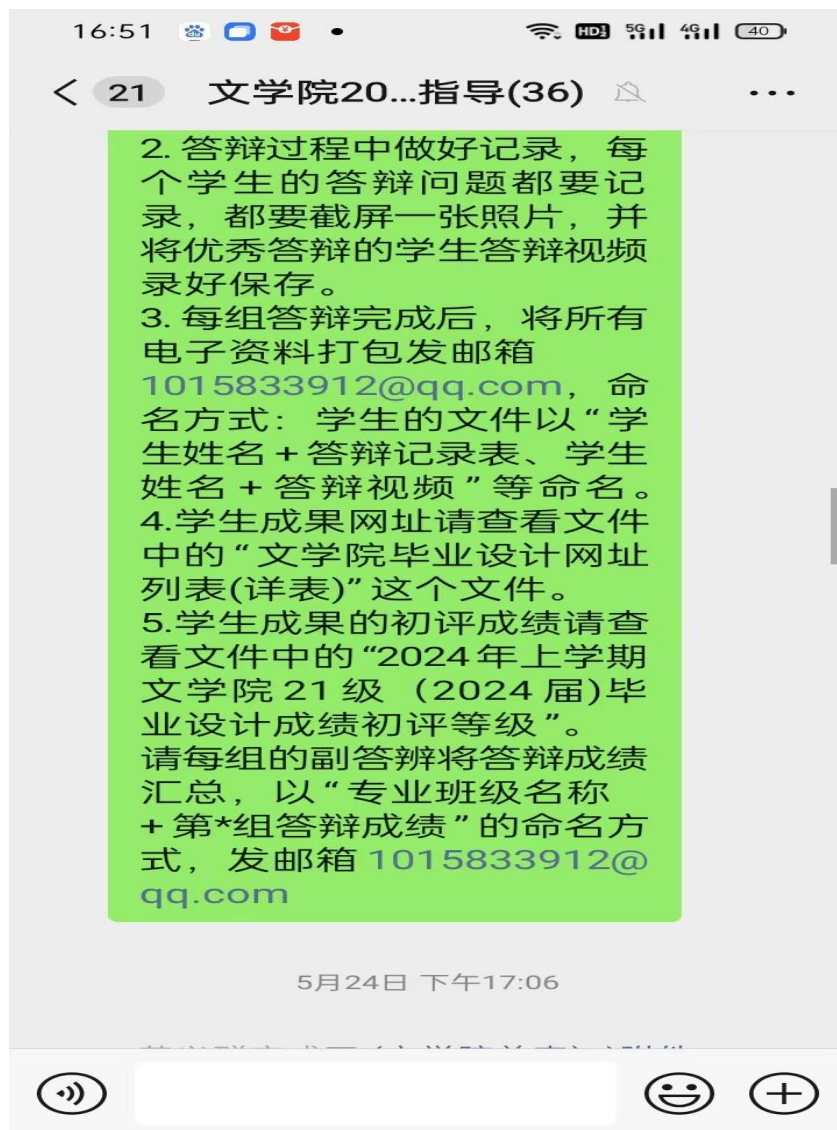 16:51
HD 5G 4G 40
21 文学院20...指导(36)
2. 答辩过程中做好记录，每
个学生的答辩问题都要记
录，都要截屏一张照片，并
将优秀答辩的学生答辩视频
录好保存。
3. 每组答辩完成后，将所有
电子资料打包发邮箱
1015833912@qq.com，命
名方式：学生的文件以“学
生姓名+答辩记录表、学生
姓名+答辩视频”等命名。
4.学生成果网址请查看文件
中的“文学院毕业设计网址
列表(详表)”这个文件。
5.学生成果的初评成绩请查
看文件中的“2024年上学期
文学院21级（2024届)毕
业设计成绩初评等级”。
请每组的副答辨将答辩成绩
汇总，以“专业班级名称
+第*组答辩成绩”的命名方
式，发邮箱1015833912@
qq.com
5月24日 下午17:06